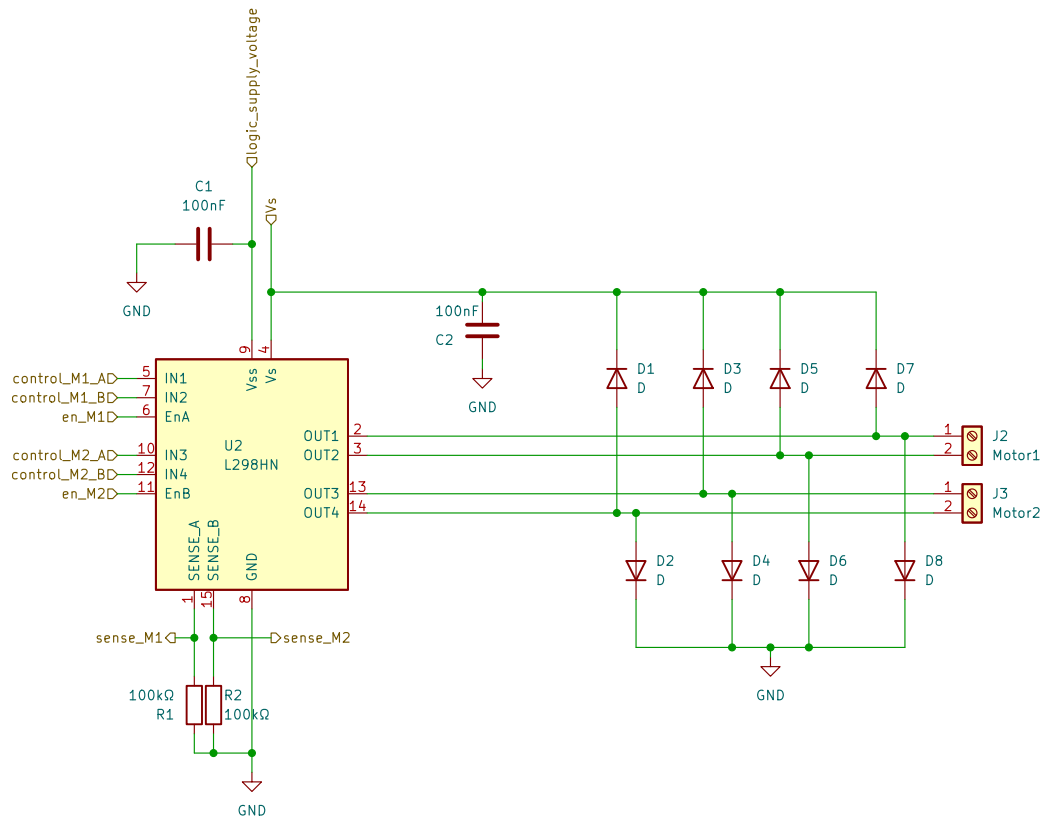 logic_supply_voltage
C1
100nF
Vs
GND
100nF
C2
GND
9
4
Vss
Vs
D1
D
D3
D
D5
D
D7
D
control_M1_A
5
IN1
control_M1_B
7
IN2
en_M1
6
EnA
control_M2_A
10
IN3
control_M2_B
12
IN4
en_M2
11
EnB
U2
L298HN
OUT1
2
OUT2
3
OUT3
13
OUT4
14
1
J2
2
Motor1
1
J3
2
Motor2
SENSE_A
SENSE_B
GND
1
15
8
D2
D
D4
D
D6
D
D8
D
sense_M1
sense_M2
100kΩ
R1
R2
100kΩ
GND
GND